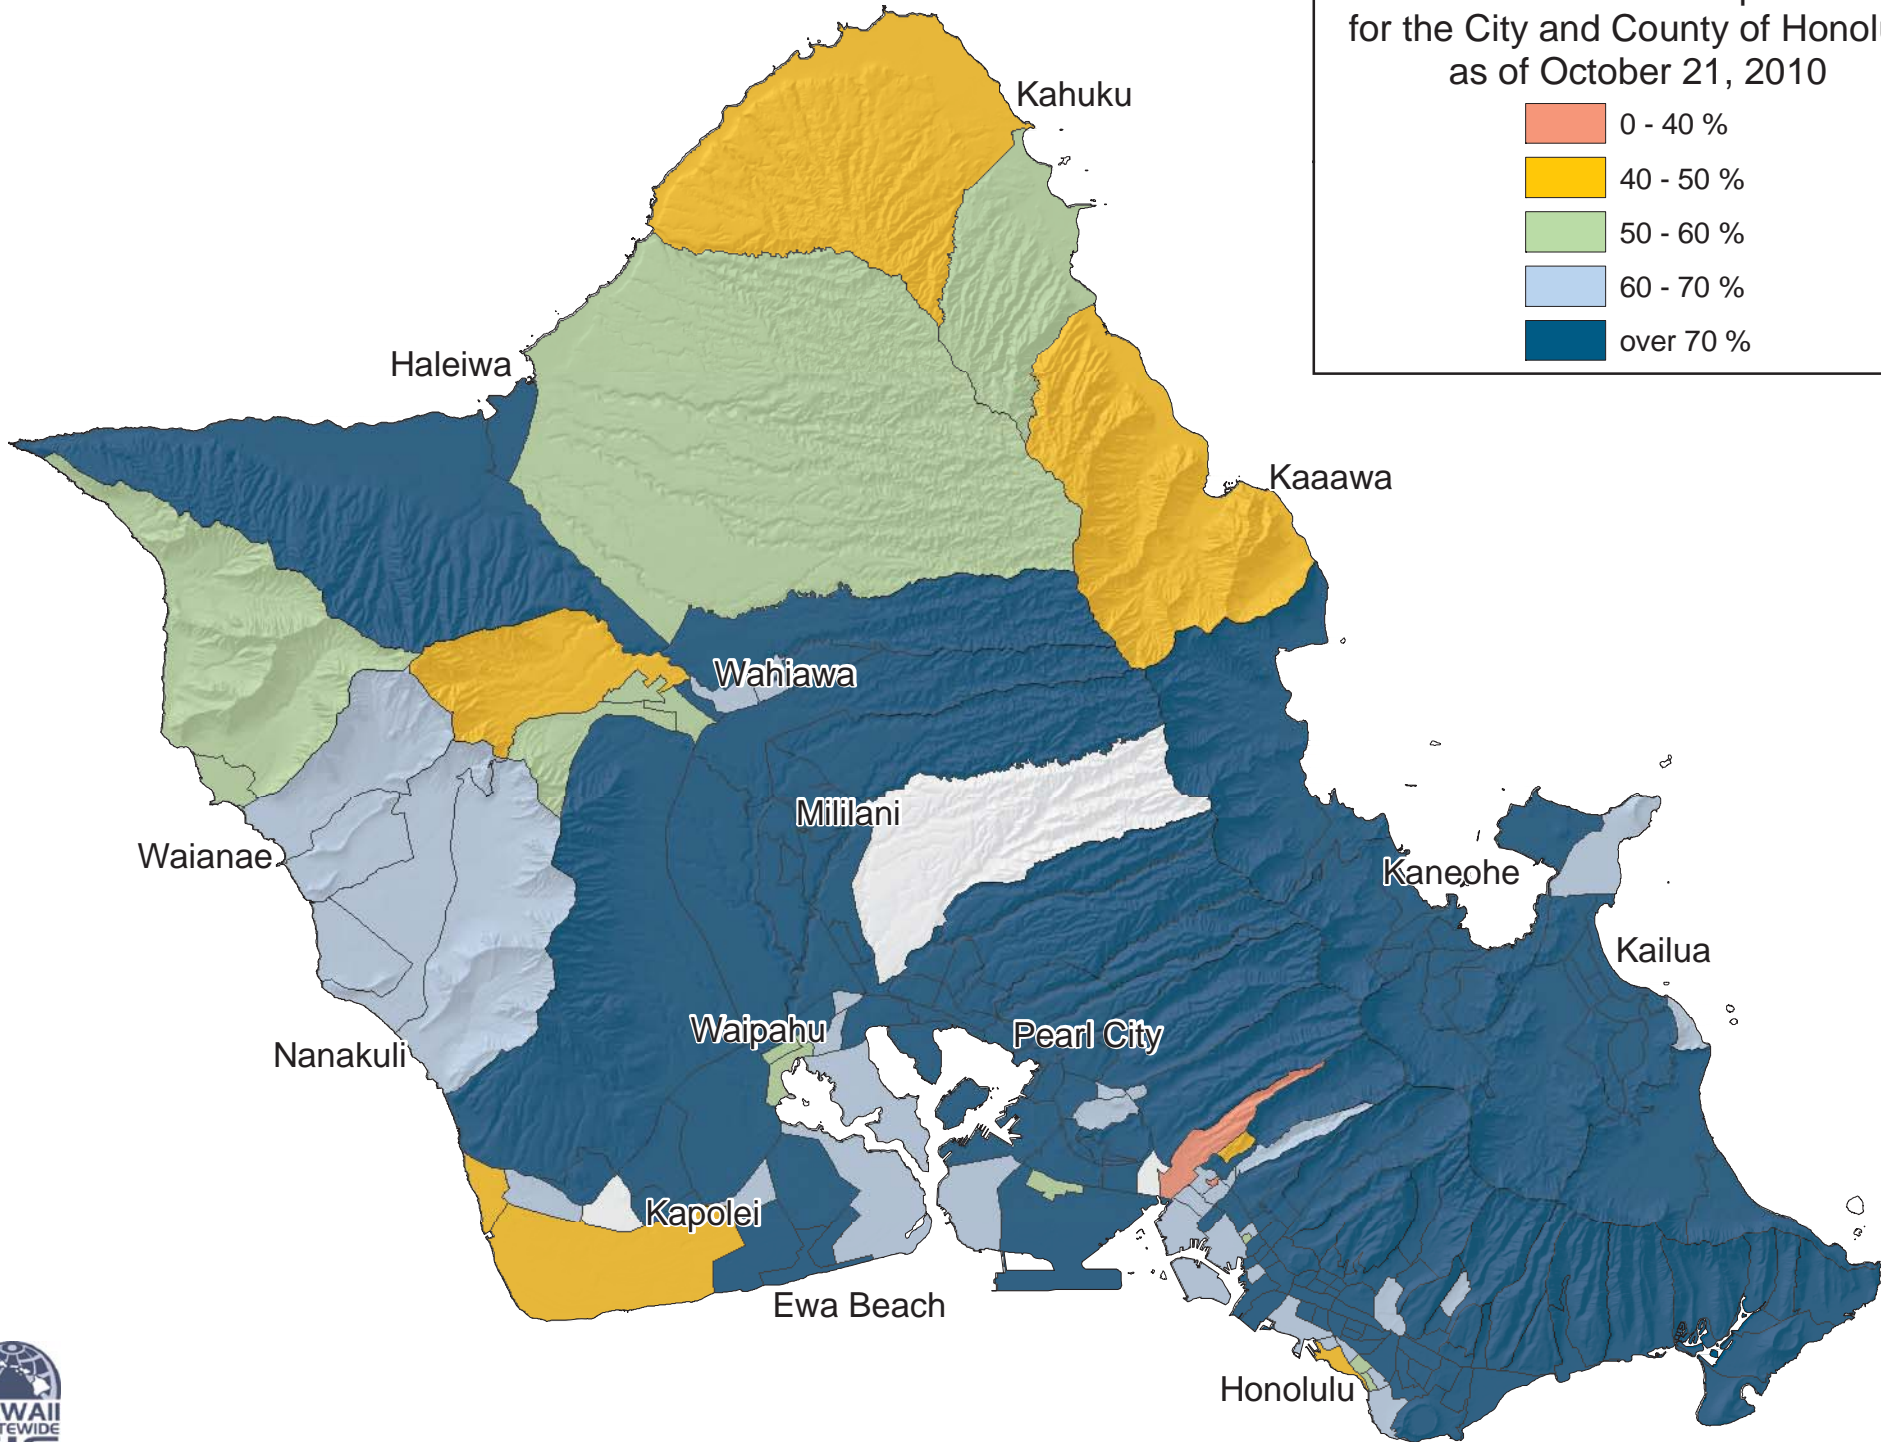 for the City and County of
as of October 21, 2010
0 - 40 %
40 - 50 %
50 - 60 %
60 - 70 %
over 70 %
Kahuku
Haleiwa
Kaaawa
Wahiawa
Mililani
Waianae
Kaneohe
Kailua
Waipahu
Pearl City
Nanakuli
Kapolei
Ewa Beach
Honolulu